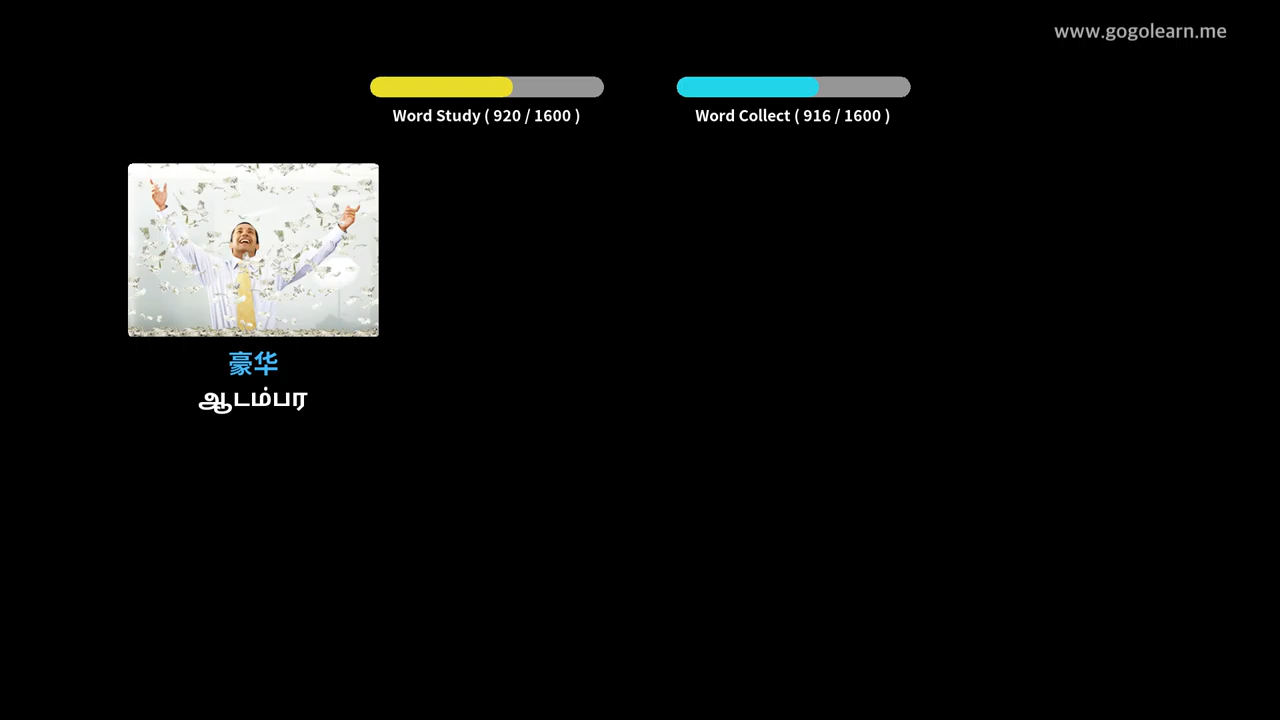 www.gogolearn.me
Word Study ( 920 / 1600 )
Word Collect ( 916 / 1600 )
豪华
ஆடம்பர